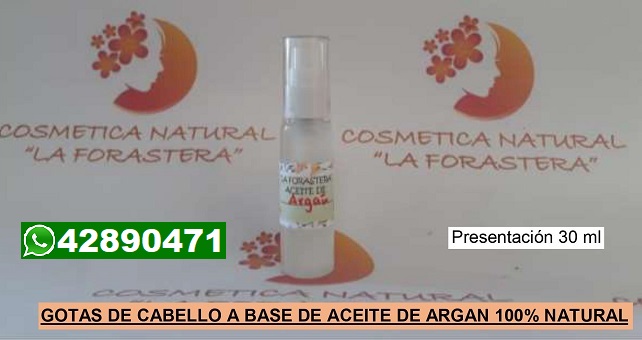 COSMETICA NATURAL
"LA FORASTERA"
COSMETICA NATURAL
"LA FORASTERA"
LA FORASTERA
ACEITE DE
Argan
42890471
Presentación 30 ml
COSMETICA NATURAL
GOTAS DE CABELLO A BASE DE ACEITE DE ARGAN 100% NATURAL